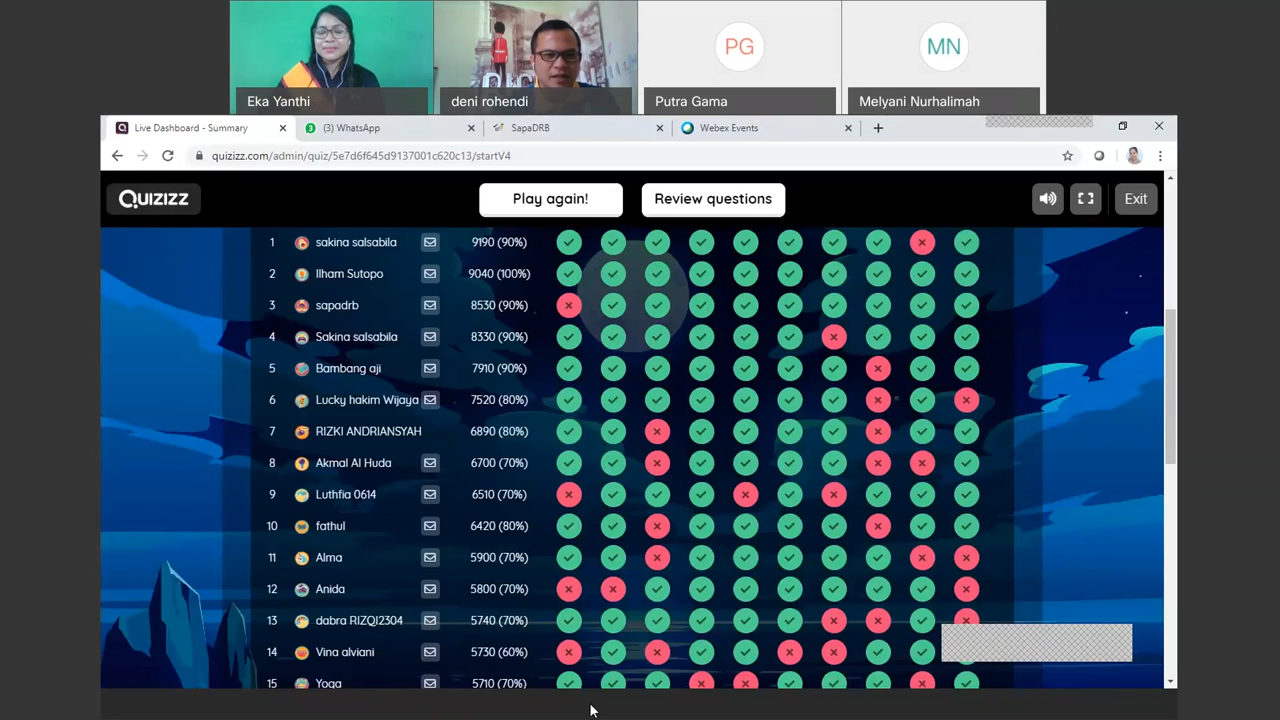 PG
MN
Eka Yanthi
deni rohendi
Putra Gama
Melyani Nurhalimah
Live Dashboard - Summary
(3) WhatsApp
SapaDRB
Webex Events
quizizz.com/admin/quiz/5e7d6f645d9137001c620c13/startV4
QUIZIZZ
Play again!
Review questions
Exit
1 sakina salsabila 9190 (90%)
2 Ilham Sutopo 9040 (100%)
3 sapadrb 8530 (90%)
4 Sakina salsabila 8330 (90%)
5 Bambang aji 7910 (90%)
6 Lucky hakim Wijaya 7520 (80%)
7 RIZKI ANDRIANSYAH 6890 (80%)
8 Akmal Al Huda 6700 (70%)
9 Luthfia 0614 6510 (70%)
10 fathul 6420 (80%)
11 Alma 5900 (70%)
12 Anida 5800 (70%)
13 dabra RIZQI2304 5740 (70%)
14 Vina alviani 5730 (60%)
15 Yoga 5710 (70%)